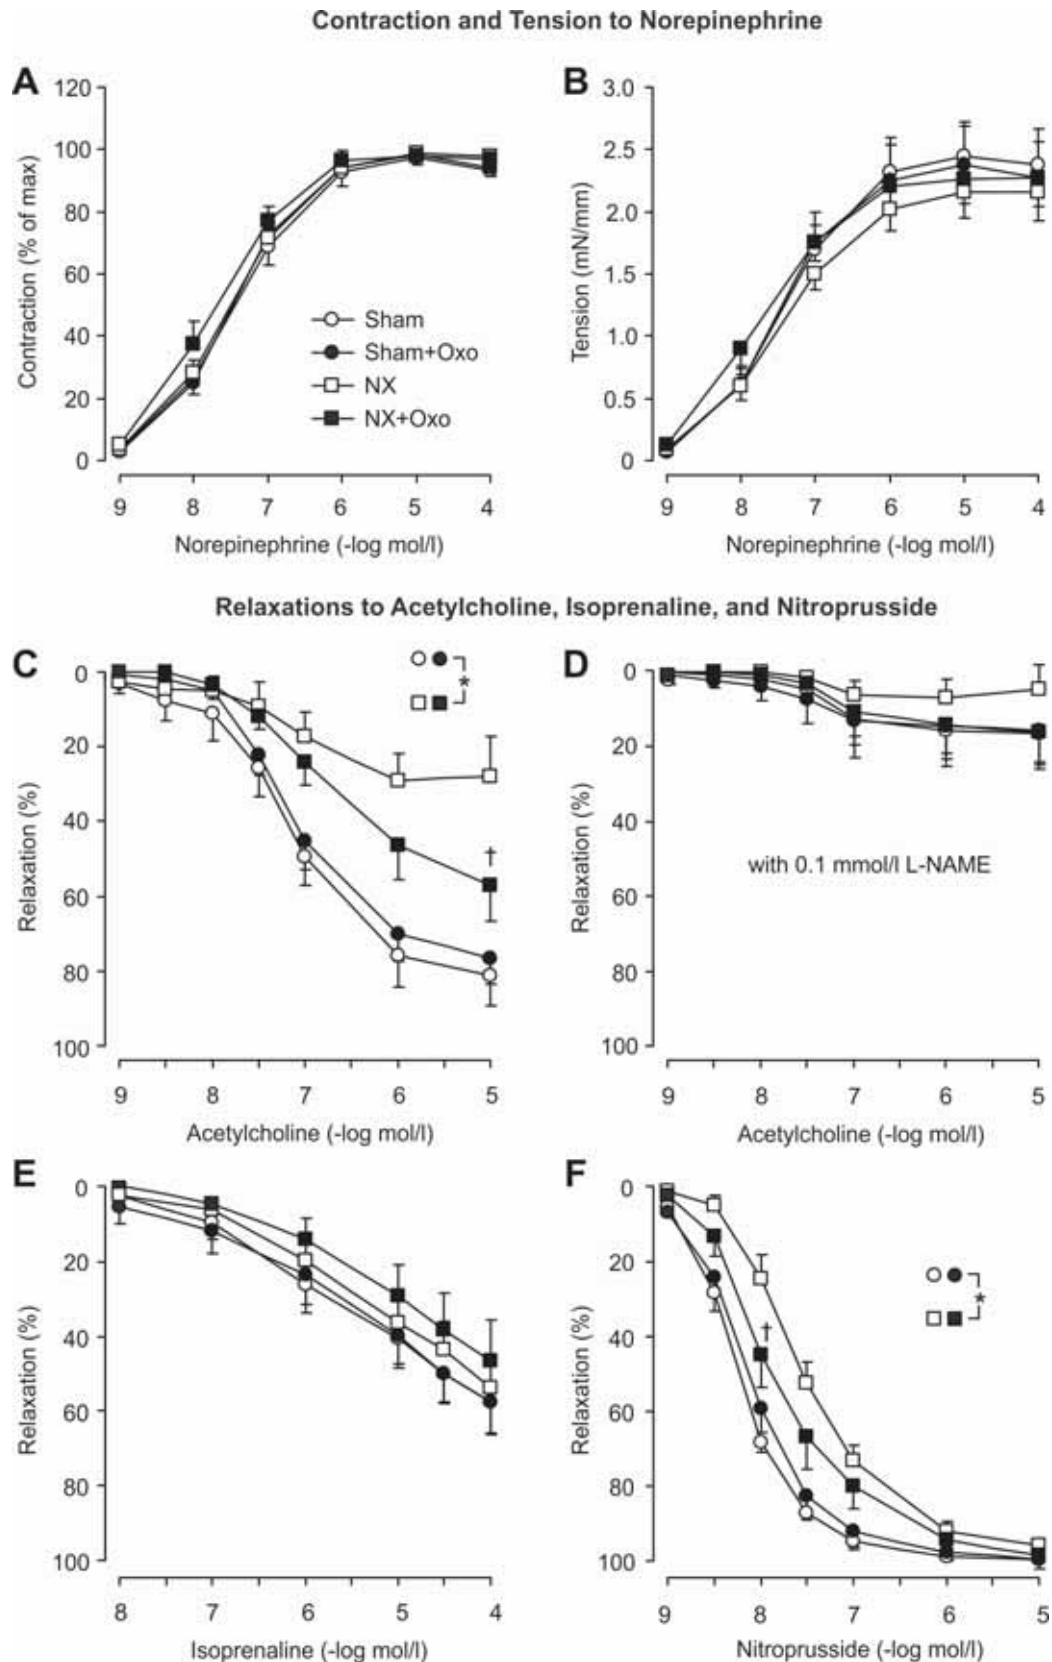 Contraction and Tension to Norepinephrine
A
B
120
100
80
60
40
20
0
Contraction (% of max)
Sham
Sham+Oxo
NX
NX+Oxo
9 8 7 6 5 4
Norepinephrine (-log mol/l)
3.0
2.5
2.0
1.5
1.0
0.5
0
Tension (mN/mm)
9 8 7 6 5 4
Norepinephrine (-log mol/l)
Relaxations to Acetylcholine, Isoprenaline, and Nitroprusside
C
D
0
20
40
60
80
100
Relaxation (%)
*
†
9 8 7 6 5
Acetylcholine (-log mol/l)
0
20
40
60
80
100
Relaxation (%)
with 0.1 mmol/l L-NAME
9 8 7 6 5
Acetylcholine (-log mol/l)
E
F
0
20
40
60
80
100
Relaxation (%)
8 7 6 5 4
Isoprenaline (-log mol/l)
0
20
40
60
80
100
Relaxation (%)
*
†
9 8 7 6 5
Nitroprusside (-log mol/l)